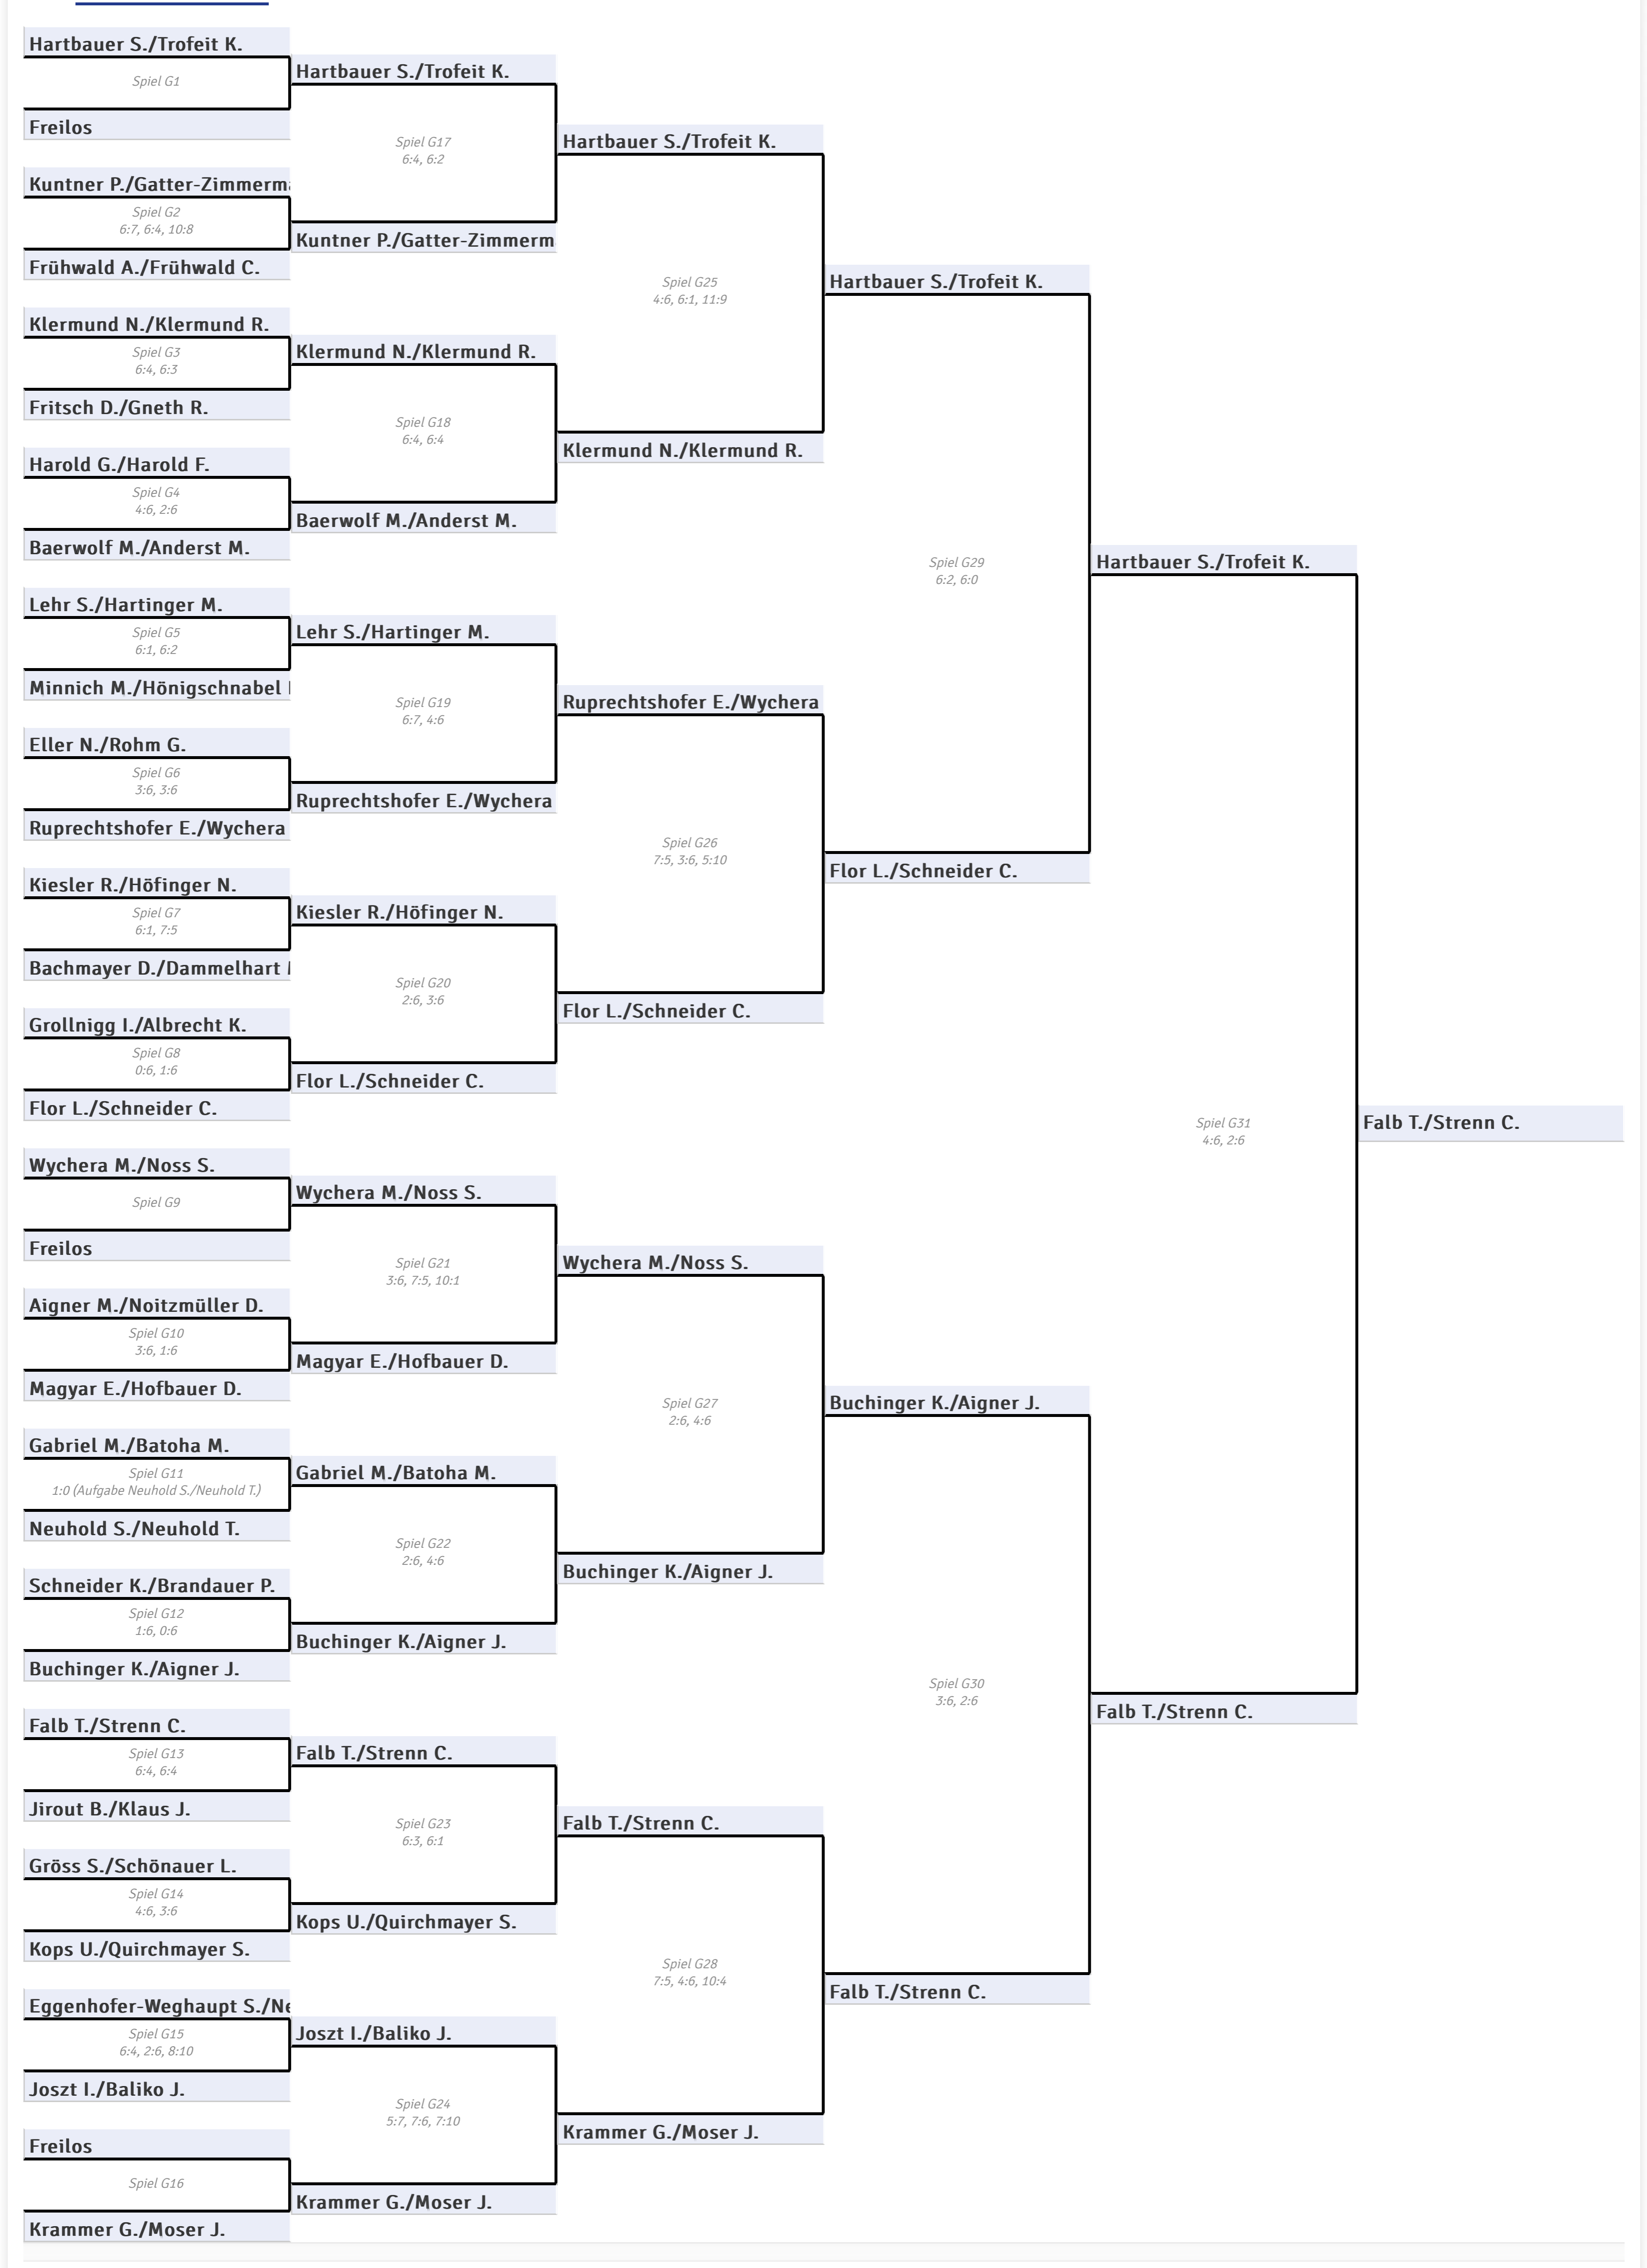 Hartbauer S./Trofeit K.
Spiel G1
Freilos
Kuntner P./Gatter-Zimmerm
Spiel G2
6:7, 6:4, 10:8
Frühwald A./Frühwald C.
Klermund N./Klermund R.
Spiel G3
6:4, 6:3
Fritsch D./Gneth R.
Harold G./Harold F.
Spiel G4
4:6, 2:6
Baerwolf M./Anderst M.
Lehr S./Hartinger M.
Spiel G5
6:1, 6:2
Minnich M./Hönigschnabel
Eller N./Rohm G.
Spiel G6
3:6, 3:6
Ruprechtshofer E./Wychera
Kiesler R./Höfinger N.
Spiel G7
6:1, 7:5
Bachmayer D./Dammelhart
Grollnigg I./Albrecht K.
Spiel G8
0:6, 1:6
Flor L./Schneider C.
Wychera M./Noss S.
Spiel G9
Freilos
Aigner M./Noitzmüller D.
Spiel G10
3:6, 1:6
Magyar E./Hofbauer D.
Gabriel M./Batoha M.
Spiel G11
1:0 (Aufgabe Neuhold S./Neuhold T.)
Neuhold S./Neuhold T.
Schneider K./Brandauer P.
Spiel G12
1:6, 0:6
Buchinger K./Aigner J.
Falb T./Strenn C.
Spiel G13
6:4, 6:4
Jirout B./Klaus J.
Gröss S./Schönauer L.
Spiel G14
4:6, 3:6
Kops U./Quirchmayer S.
Eggenhofer-Weghaupt S./Ne
Spiel G15
6:4, 2:6, 8:10
Joszt I./Baliko J.
Freilos
Spiel G16
Krammer G./Moser J.
Hartbauer S./Trofeit K.
Spiel G17
6:4, 6:2
Kuntner P./Gatter-Zimmerm
Klermund N./Klermund R.
Spiel G18
6:4, 6:4
Baerwolf M./Anderst M.
Lehr S./Hartinger M.
Spiel G19
6:7, 4:6
Ruprechtshofer E./Wychera
Kiesler R./Höfinger N.
Spiel G20
2:6, 3:6
Flor L./Schneider C.
Wychera M./Noss S.
Spiel G21
3:6, 7:5, 10:1
Magyar E./Hofbauer D.
Gabriel M./Batoha M.
Spiel G22
2:6, 4:6
Buchinger K./Aigner J.
Falb T./Strenn C.
Spiel G23
6:3, 6:1
Kops U./Quirchmayer S.
Joszt I./Baliko J.
Spiel G24
5:7, 7:6, 7:10
Krammer G./Moser J.
Hartbauer S./Trofeit K.
Spiel G25
4:6, 6:1, 11:9
Klermund N./Klermund R.
Ruprechtshofer E./Wychera
Spiel G26
7:5, 3:6, 5:10
Flor L./Schneider C.
Wychera M./Noss S.
Spiel G27
2:6, 4:6
Buchinger K./Aigner J.
Falb T./Strenn C.
Spiel G28
7:5, 4:6, 10:4
Krammer G./Moser J.
Hartbauer S./Trofeit K.
Spiel G29
6:2, 6:0
Flor L./Schneider C.
Buchinger K./Aigner J.
Spiel G30
3:6, 2:6
Falb T./Strenn C.
Hartbauer S./Trofeit K.
Spiel G31
4:6, 2:6
Falb T./Strenn C.
Falb T./Strenn C.